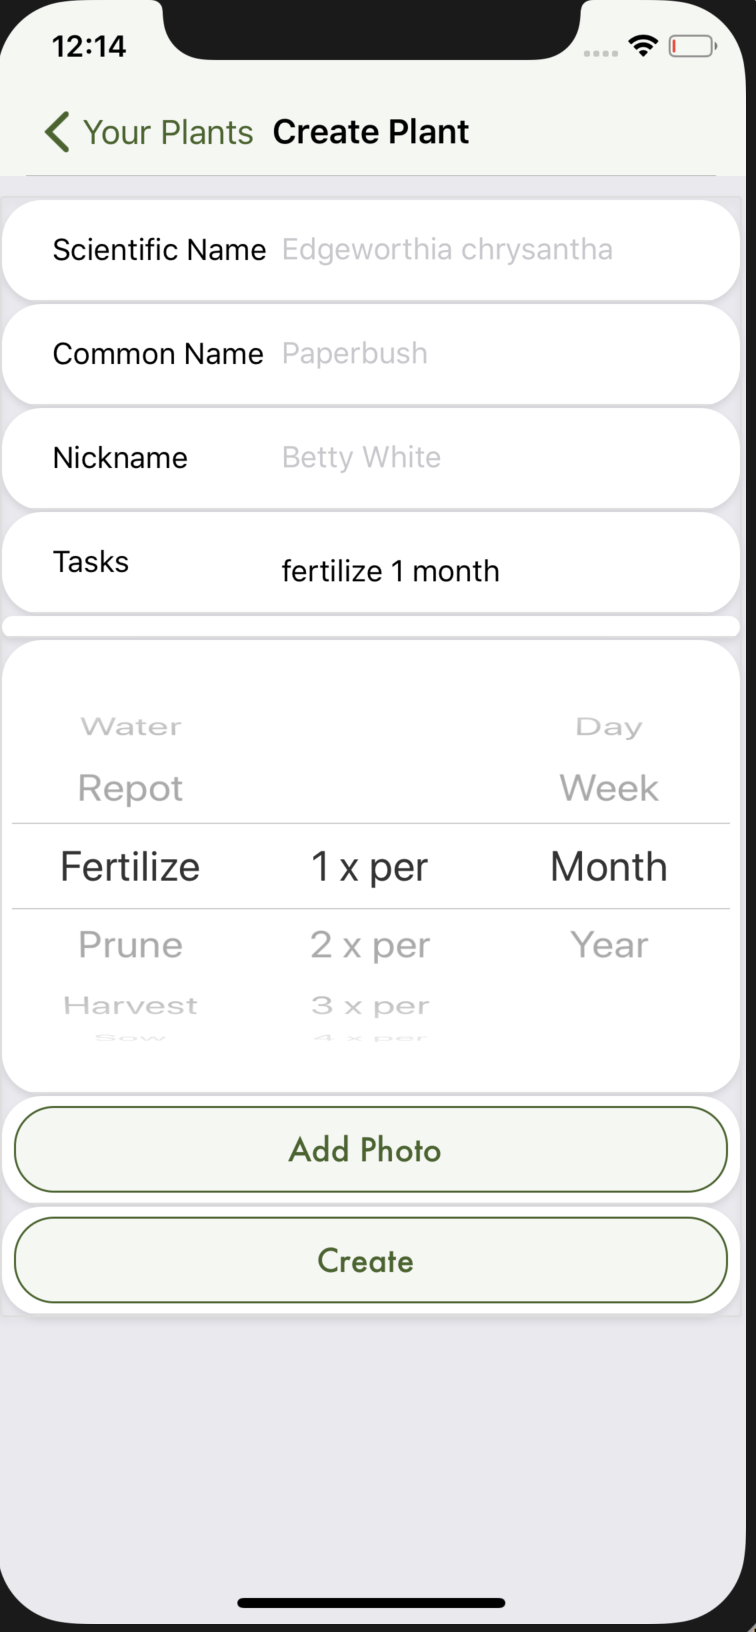 12:14
Your Plants Create Plant
Scientific Name Edgeworthia chrysantha
Common Name Paperbush
Nickname Betty White
Tasks fertilize 1 month
Water Day
Repot Week
Fertilize 1 x per Month
Prune 2 x per Year
Harvest 3 x per
Sow 4 x per
Add Photo
Create